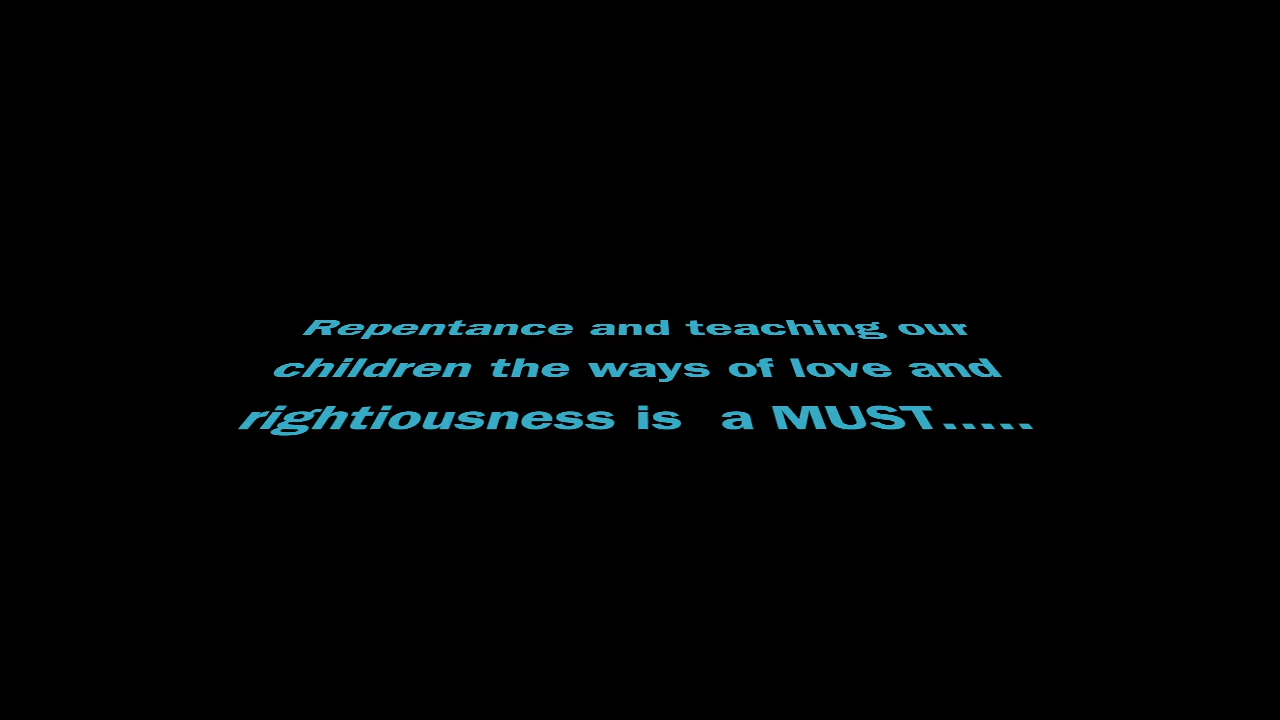 Repentance and teaching our
children the ways of love and
rightiousness is  a MUST.....